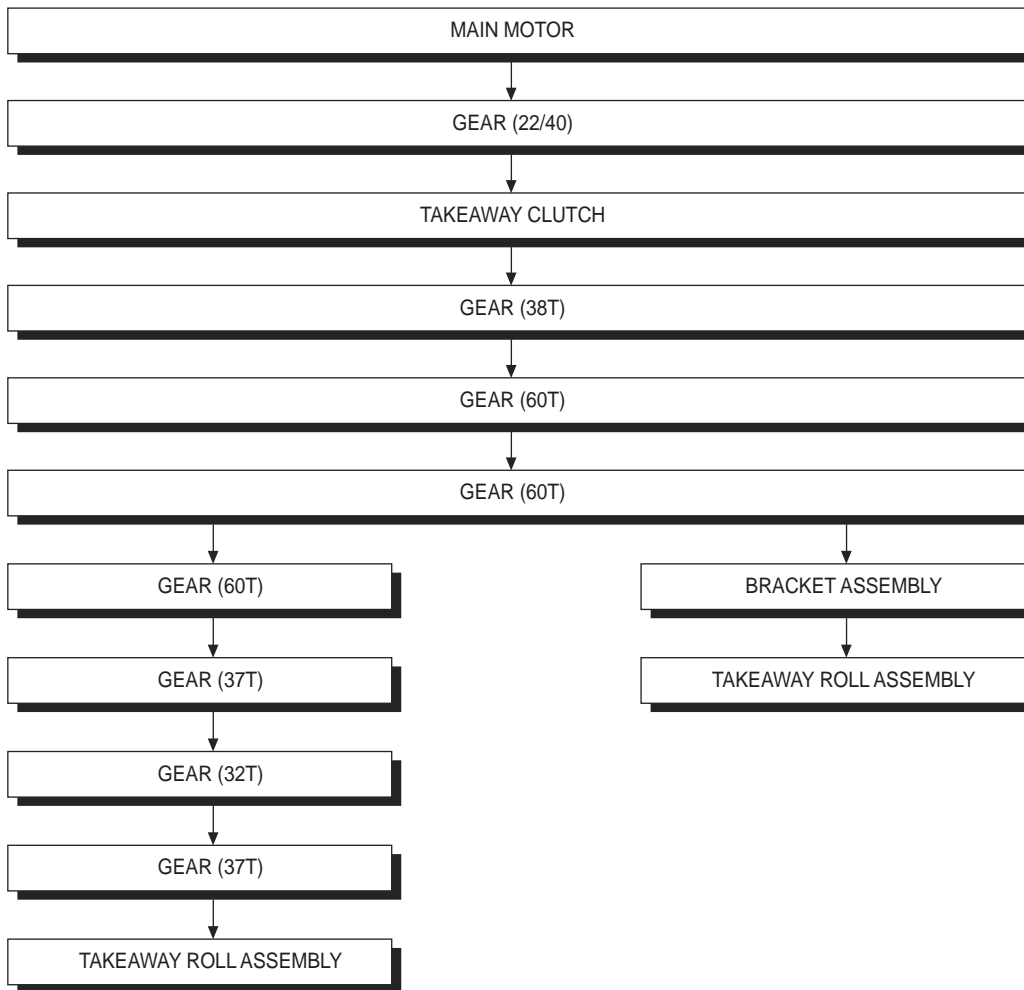 MAIN MOTOR
GEAR (22/40)
TAKEAWAY CLUTCH
GEAR (38T)
GEAR (60T)
GEAR (60T)
GEAR (60T)
BRACKET ASSEMBLY
GEAR (37T)
TAKEAWAY ROLL ASSEMBLY
GEAR (32T)
GEAR (37T)
TAKEAWAY ROLL ASSEMBLY